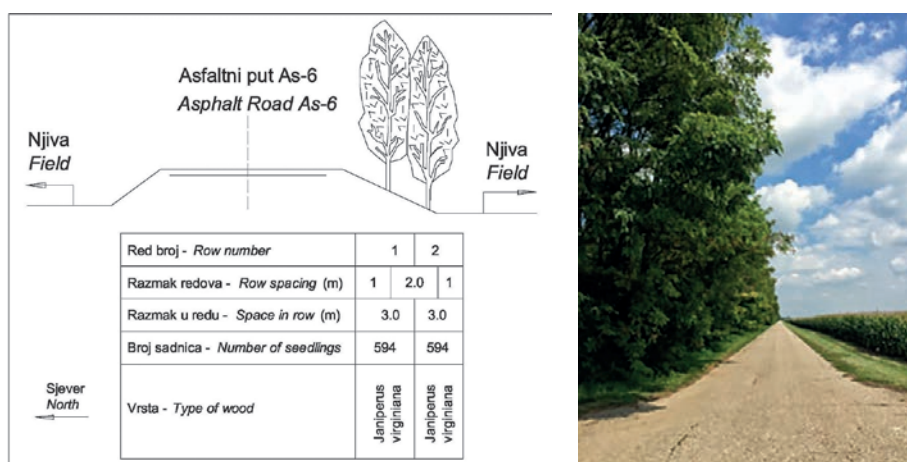 Asfaltni put As-6
Asphalt Road As-6
Njiva
Field
Njiva
Field
Red broj - Row number 1 2
Razmak redova - Row spacing (m) 1 2.0 1
Razmak u redu - Space in row (m) 3.0 3.0
Broj sadnica - Number of seedlings 594 594
Sjever
North
Vrsta - Type of wood
Janiperus
virginiana
Janiperus
virginiana